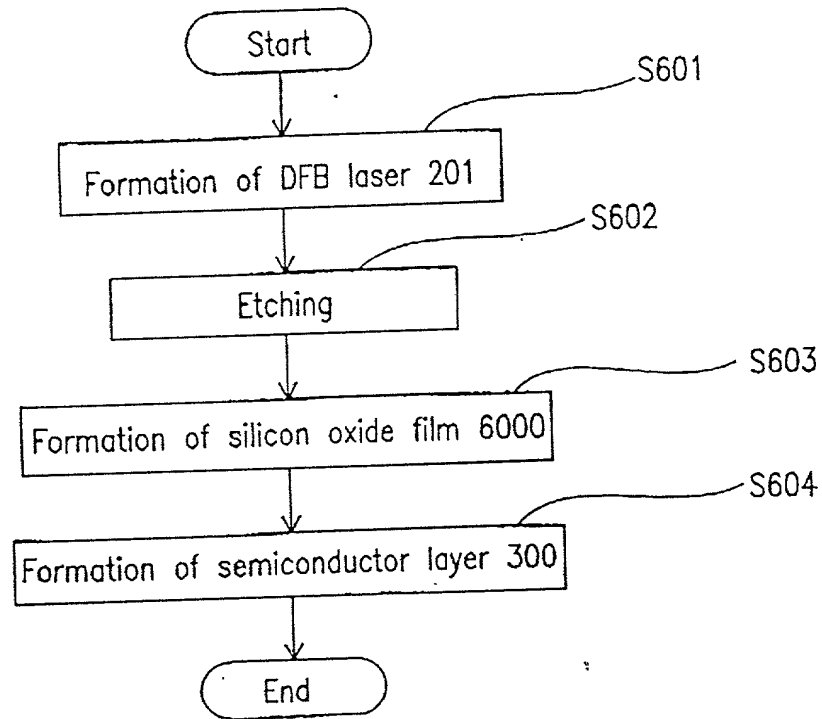 Start
S601
Formation of DFB laser 201
S602
Etching
S603
Formation of silicon oxide film 6000
S604
Formation of semiconductor layer 300
End